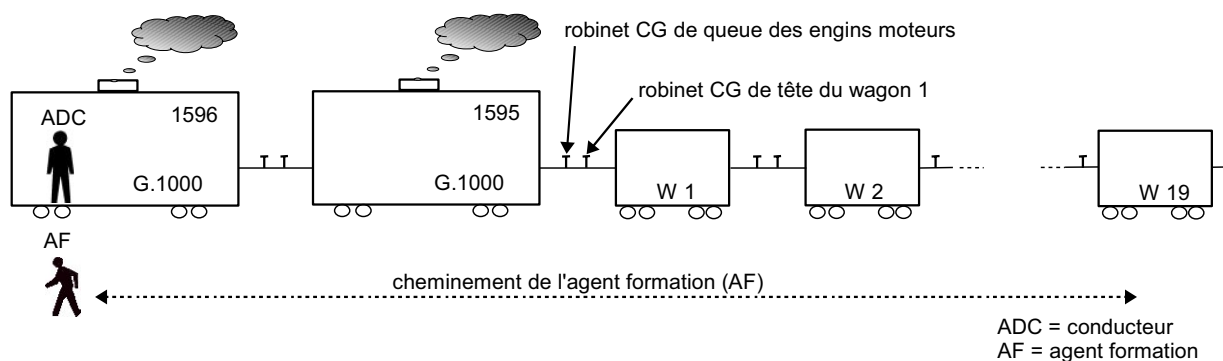 robinet CG de queue des engins moteurs
robinet CG de tête du wagon 1
ADC
1596
1595
G.1000
G.1000
W 1
W 2
W 19
AF
cheminement de l'agent formation (AF)
ADC = conducteur
AF = agent formation